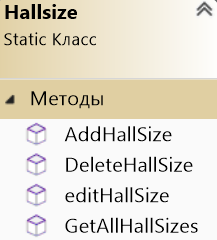 Hallsize
Static Класс
Методы
AddHallSize
DeleteHallSize
editHallSize
GetAllHallSizes